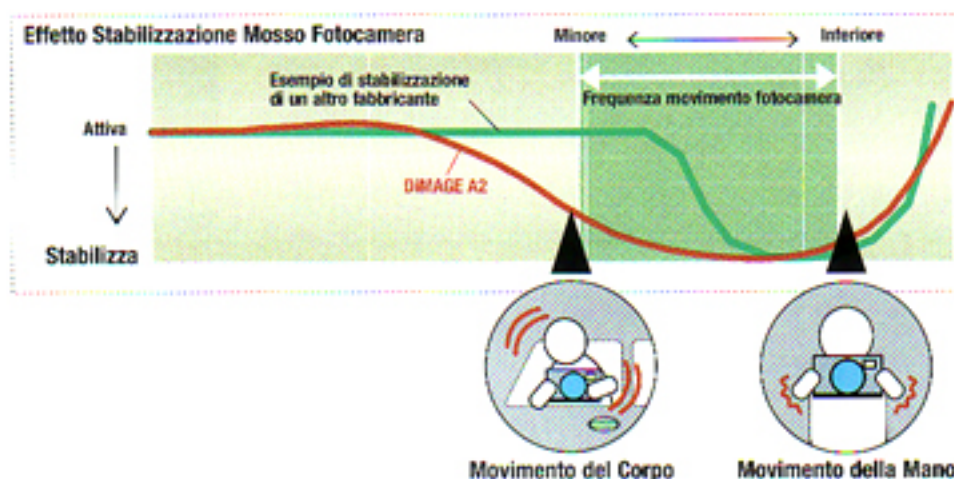 Effetto Stabilizzazione Mosso Fotocamera
Minore
Inferiore
Esempio di stabilizzazione
di un altro fabbricante
Frequenza movimento fotocamera
Attiva
DiMAGE A2
Stabilizza
Movimento del Corpo
Movimento della Mano